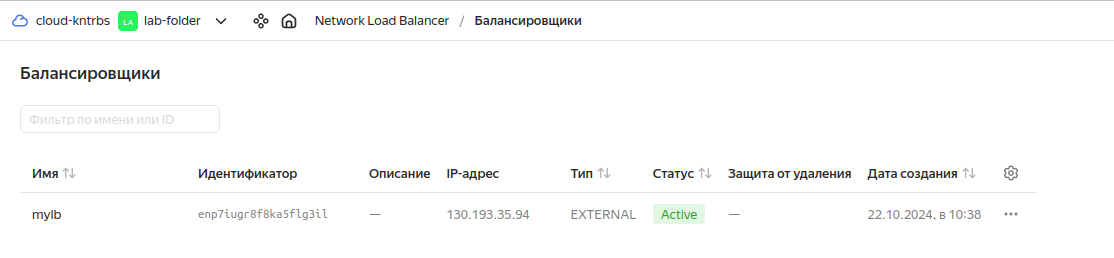 cloud-kntrbs LA lab-folder Network Load Balancer / Балансировщики
Балансировщики
Фильтр по имени или ID
Имя Идентификатор Описание IP-адрес Тип Статус Защита от удаления Дата создания
mylb enp7iugr8f8ka5flg3il — 130.193.35.94 EXTERNAL Active — 22.10.2024, в 10:38